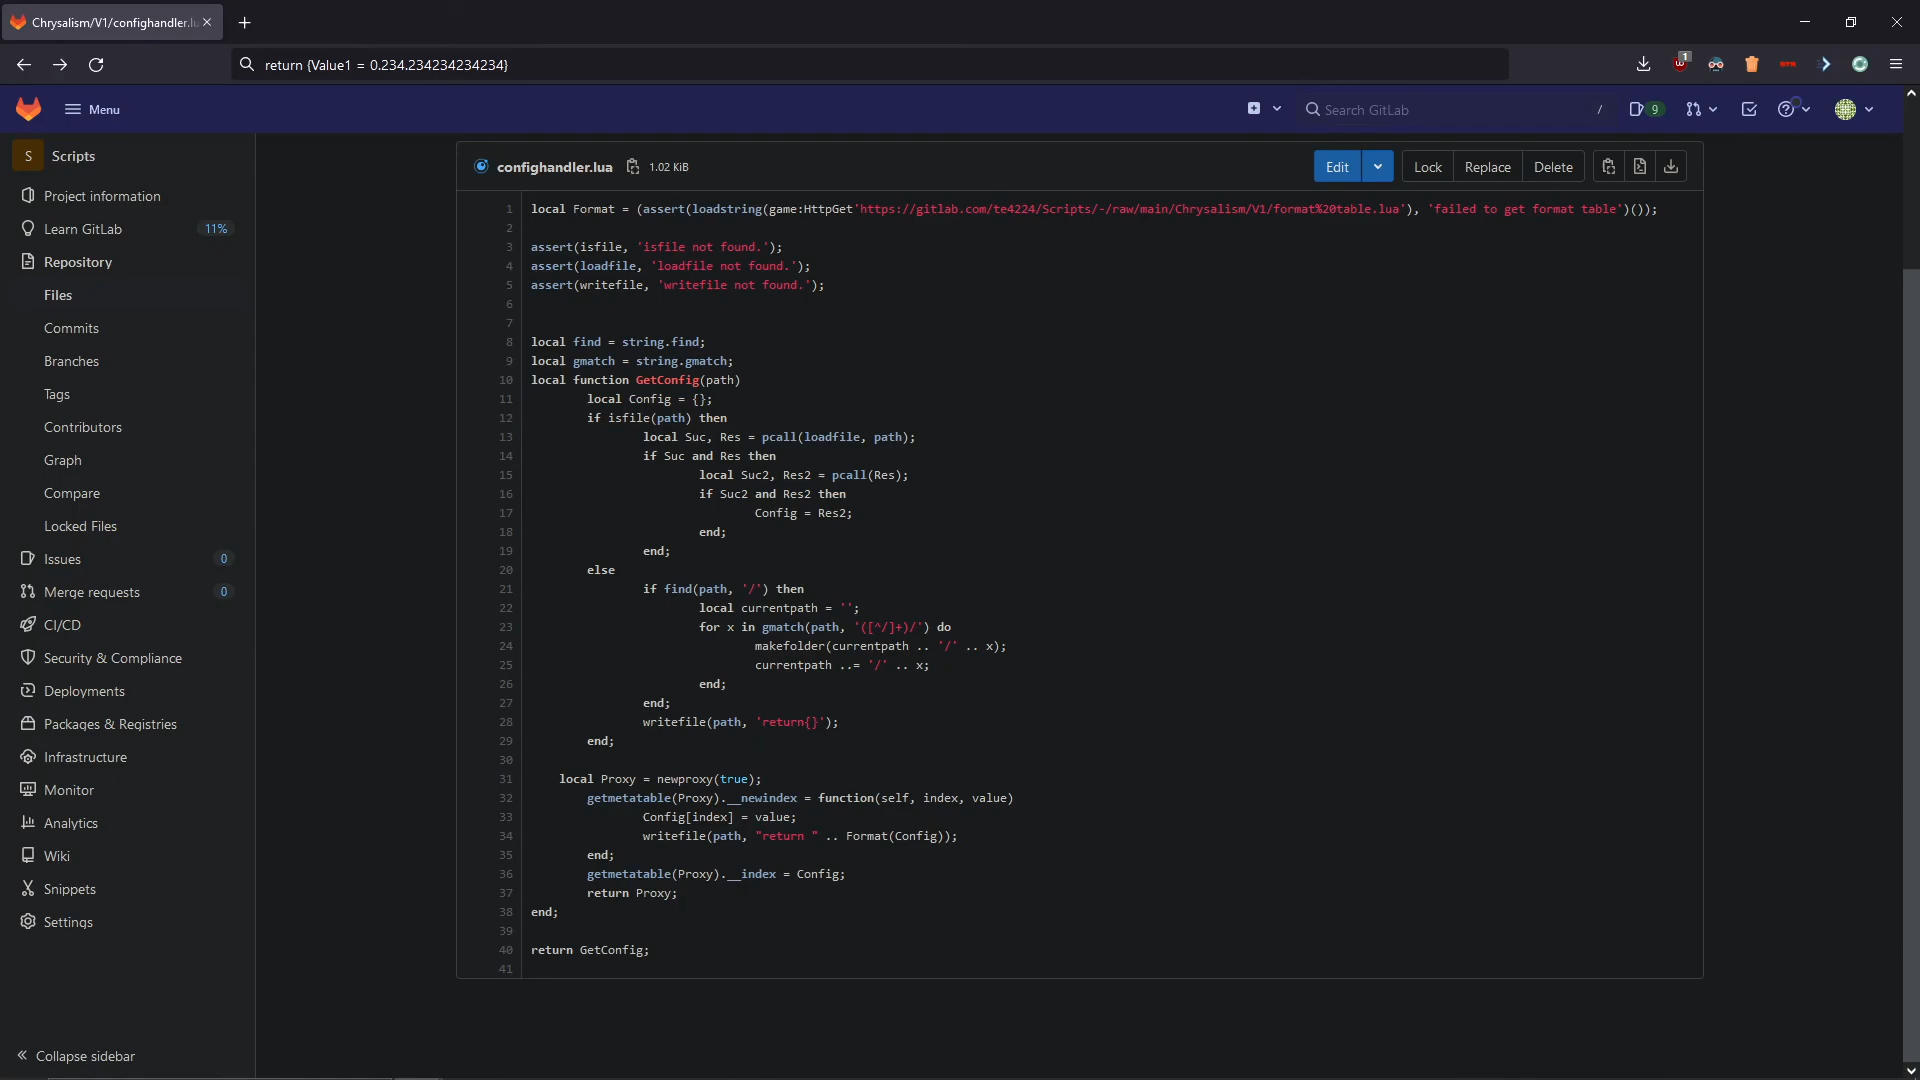 Chrysalism/V1/confighandler.lu
return {Value1 = 0.234.234234234234}
1
Menu
Search GitLab
/
9
S
Scripts
Project information
Learn GitLab
11%
Repository
Files
Commits
Branches
Tags
Contributors
Graph
Compare
Locked Files
Issues
0
Merge requests
0
CI/CD
Security & Compliance
Deployments
Packages & Registries
Infrastructure
Monitor
Analytics
Wiki
Snippets
Settings
Collapse sidebar
confighandler.lua
1.02 KiB
Edit
Lock
Replace
Delete
1 local Format = (assert(loadstring(game:HttpGet'https://gitlab.com/te4224/Scripts/-/raw/main/Chrysalism/V1/format%20table.lua'), 'failed to get format table')());
2
3 assert(isfile, 'isfile not found.');
4 assert(loadfile, 'loadfile not found.');
5 assert(writefile, 'writefile not found.');
6
7
8 local find = string.find;
9 local gmatch = string.gmatch;
10 local function GetConfig(path)
11 local Config = {};
12 if isfile(path) then
13 local Suc, Res = pcall(loadfile, path);
14 if Suc and Res then
15 local Suc2, Res2 = pcall(Res);
16 if Suc2 and Res2 then
17 Config = Res2;
18 end;
19 end;
20 else
21 if find(path, '/') then
22 local currentpath = '';
23 for x in gmatch(path, '([^/]+)/') do
24 makefolder(currentpath .. '/' .. x);
25 currentpath ..= '/' .. x;
26 end;
27 end;
28 writefile(path, 'return{}');
29 end;
30
31 local Proxy = newproxy(true);
32 getmetatable(Proxy).__newindex = function(self, index, value)
33 Config[index] = value;
34 writefile(path, "return " .. Format(Config));
35 end;
36 getmetatable(Proxy).__index = Config;
37 return Proxy;
38 end;
39
40 return GetConfig;
41